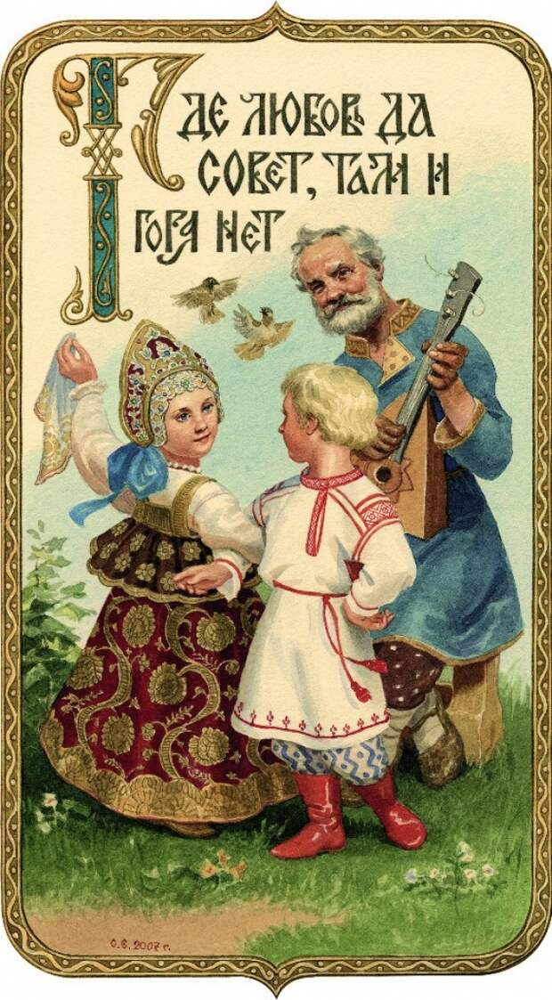 ГДЕ ЛЮБОВЬ ДА
СОВЕТ, ТАМ И
ГОРЯ НЕТ
С.Б. 2007 г.